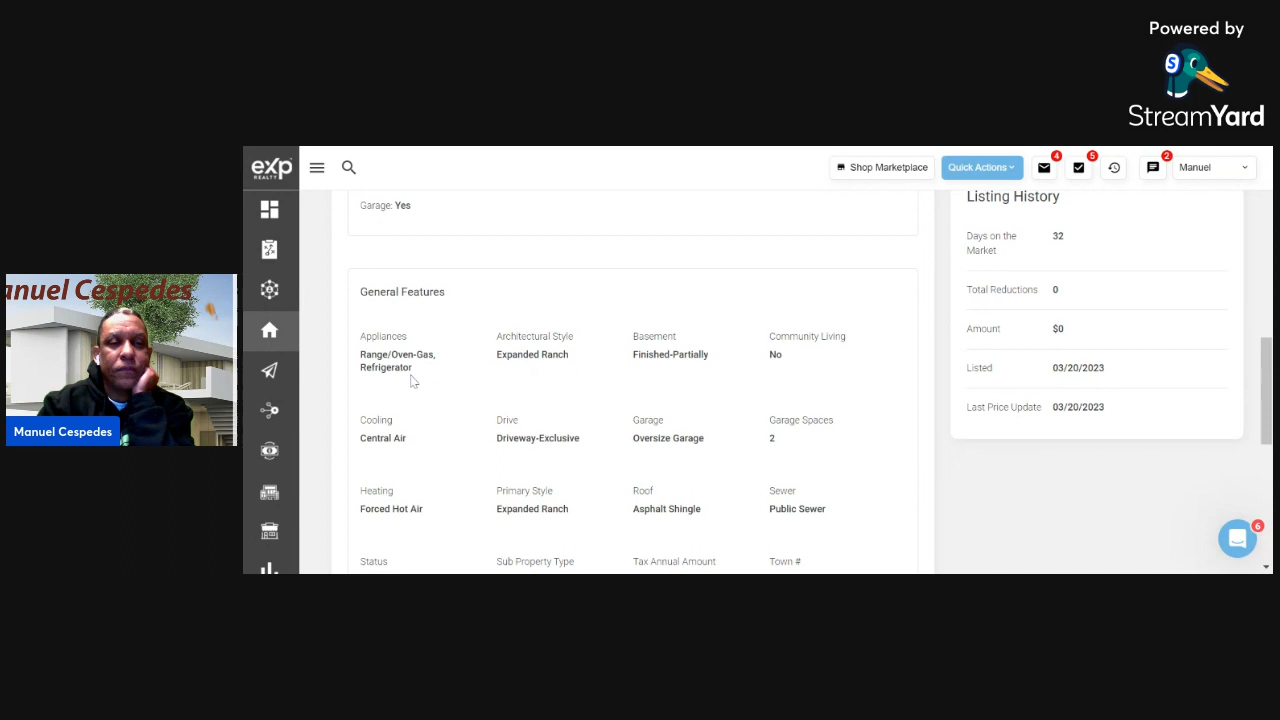 Powered by
StreamYard
exp
REALTY
Shop Marketplace
Quick Actions
4
5
2
Manuel
Garage: Yes
General Features
Appliances
Range/Oven-Gas,
Refrigerator
Architectural Style
Expanded Ranch
Basement
Finished-Partially
Community Living
No
Cooling
Central Air
Drive
Driveway-Exclusive
Garage
Oversize Garage
Garage Spaces
2
Heating
Forced Hot Air
Primary Style
Expanded Ranch
Roof
Asphalt Shingle
Sewer
Public Sewer
Status
Sub Property Type
Tax Annual Amount
Town #
Listing History
Days on the
Market
32
Total Reductions
0
Amount
$0
Listed
03/20/2023
Last Price Update
03/20/2023
6
anuel Cespedes
Manuel Cespedes